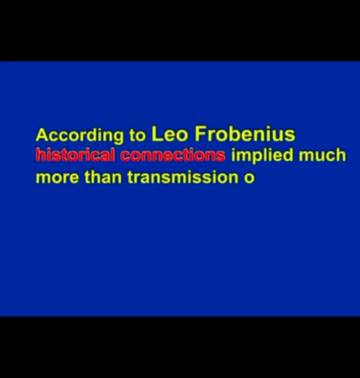 According to Leo Frobenius
historical connections implied much
more than transmission o